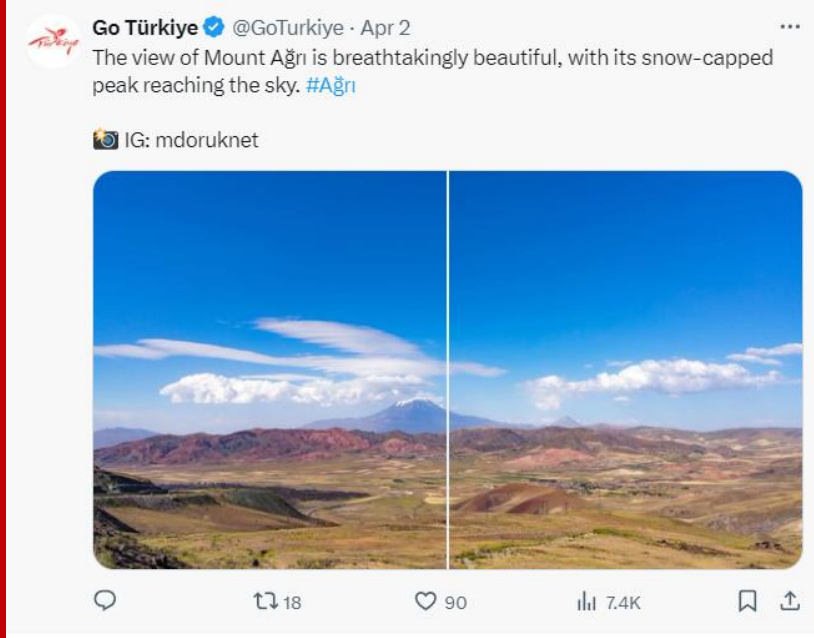 Türkiye
Go Türkiye @GoTurkiye · Apr 2
The view of Mount Ağrı is breathtakingly beautiful, with its snow-capped
peak reaching the sky. #Ağrı
IG: mdoruknet
18 90 7.4K